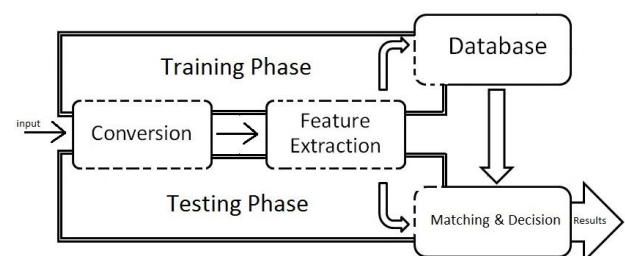 Training Phase
Database
input
Conversion
Feature
Extraction
Testing Phase
Matching & Decision
Results